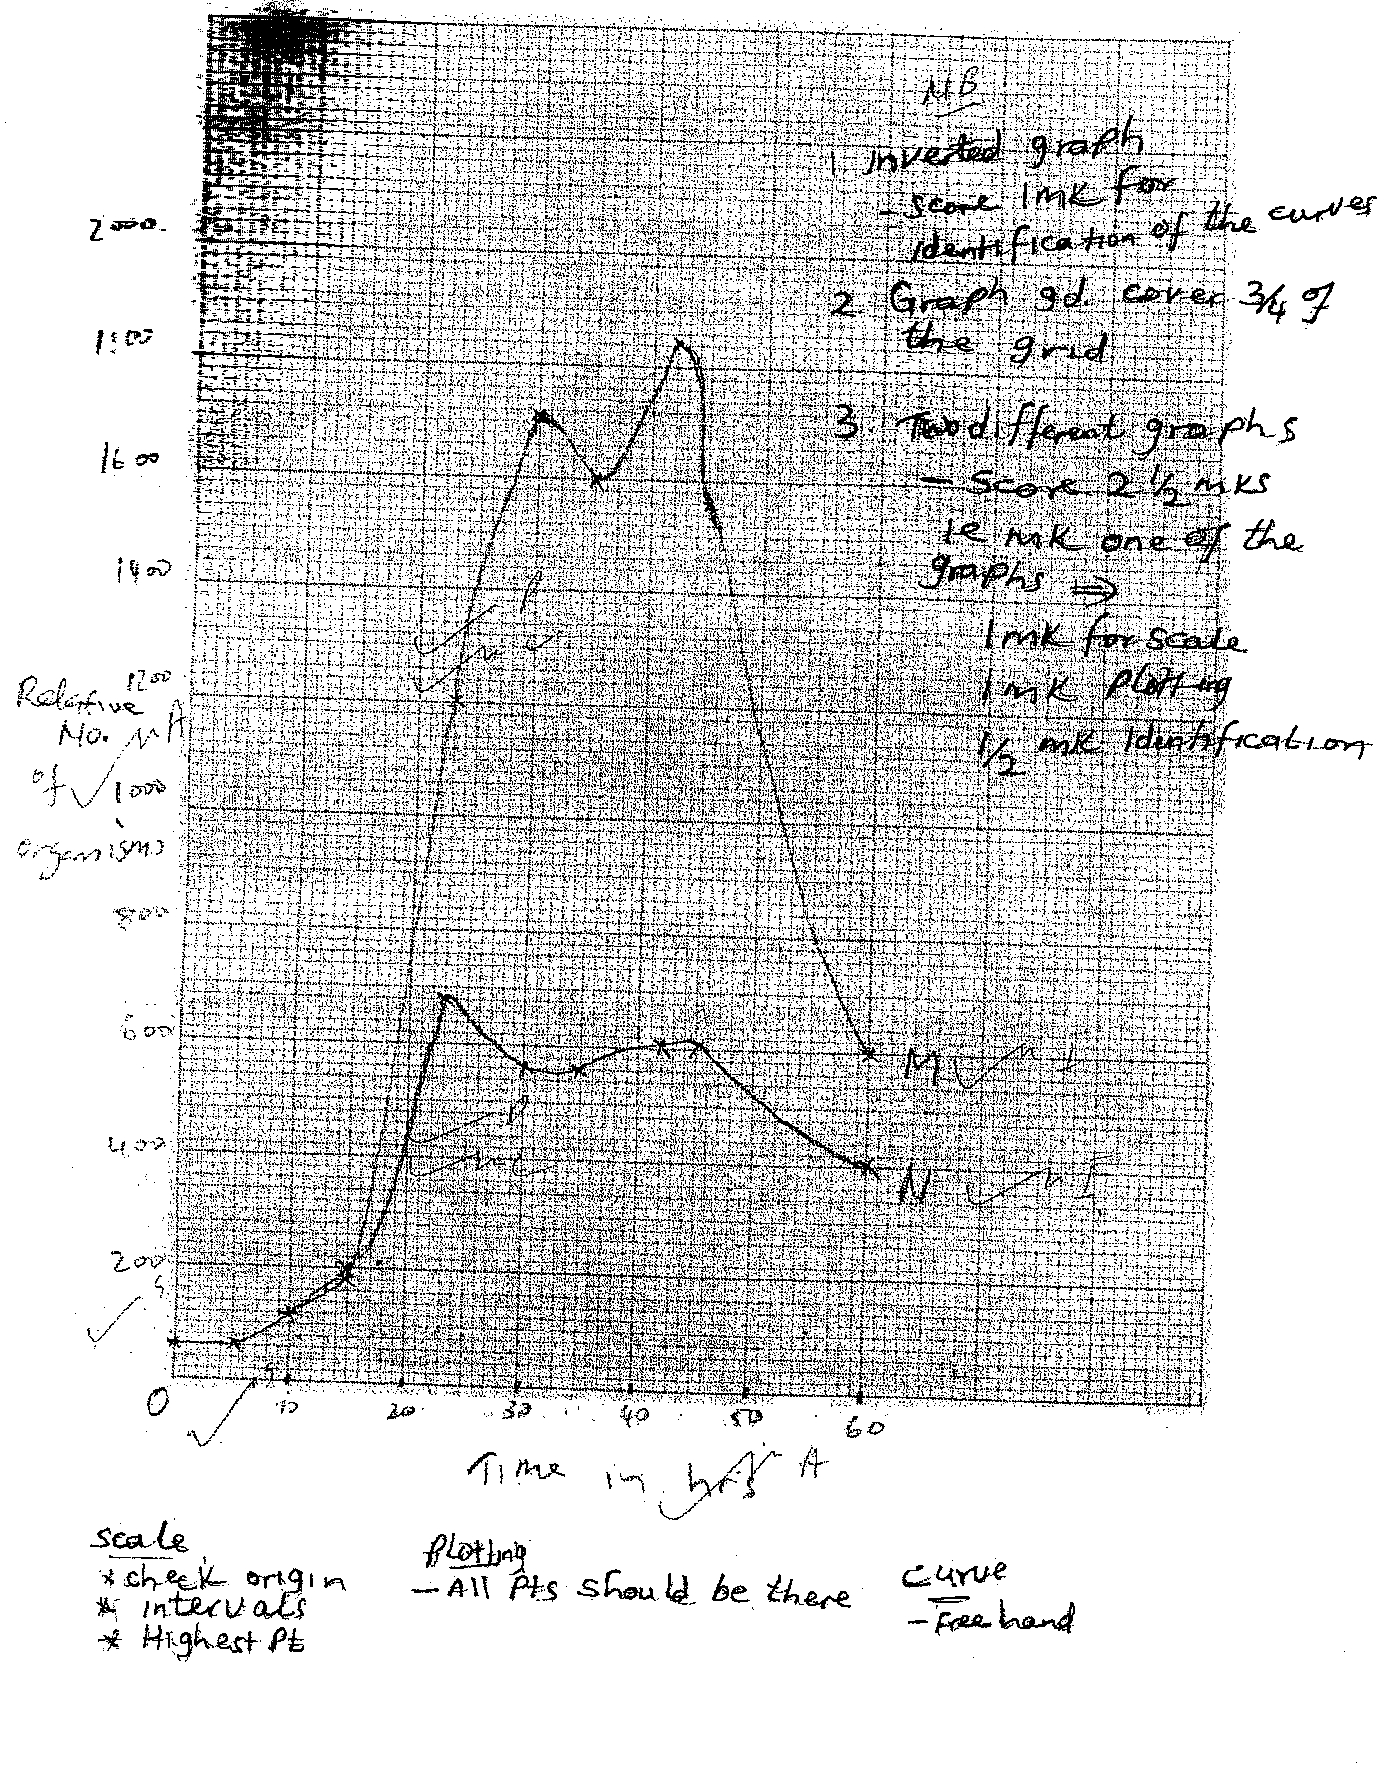 NB
1 Inverted graph
- score 1mk for
identification of the curves
2 Graph gd cover 3/4 of
the grid
3. Two different graphs
- Score 2 1/2 mks
ie mk one of the
graphs ⇒
1mk for scale
1mk Plotting
1/2 mk Identification
2000
1800
1600
1400
1200
Relative
No.
of
organisms
A
1000
800
600
400
200
P
M
P
N
S
S
0
10
20
30
40
50
60
Time in hrs A
Scale
* check origin
* intervals
* Highest Pt
Plotting
- All Pts should be there
Curve
- Free hand